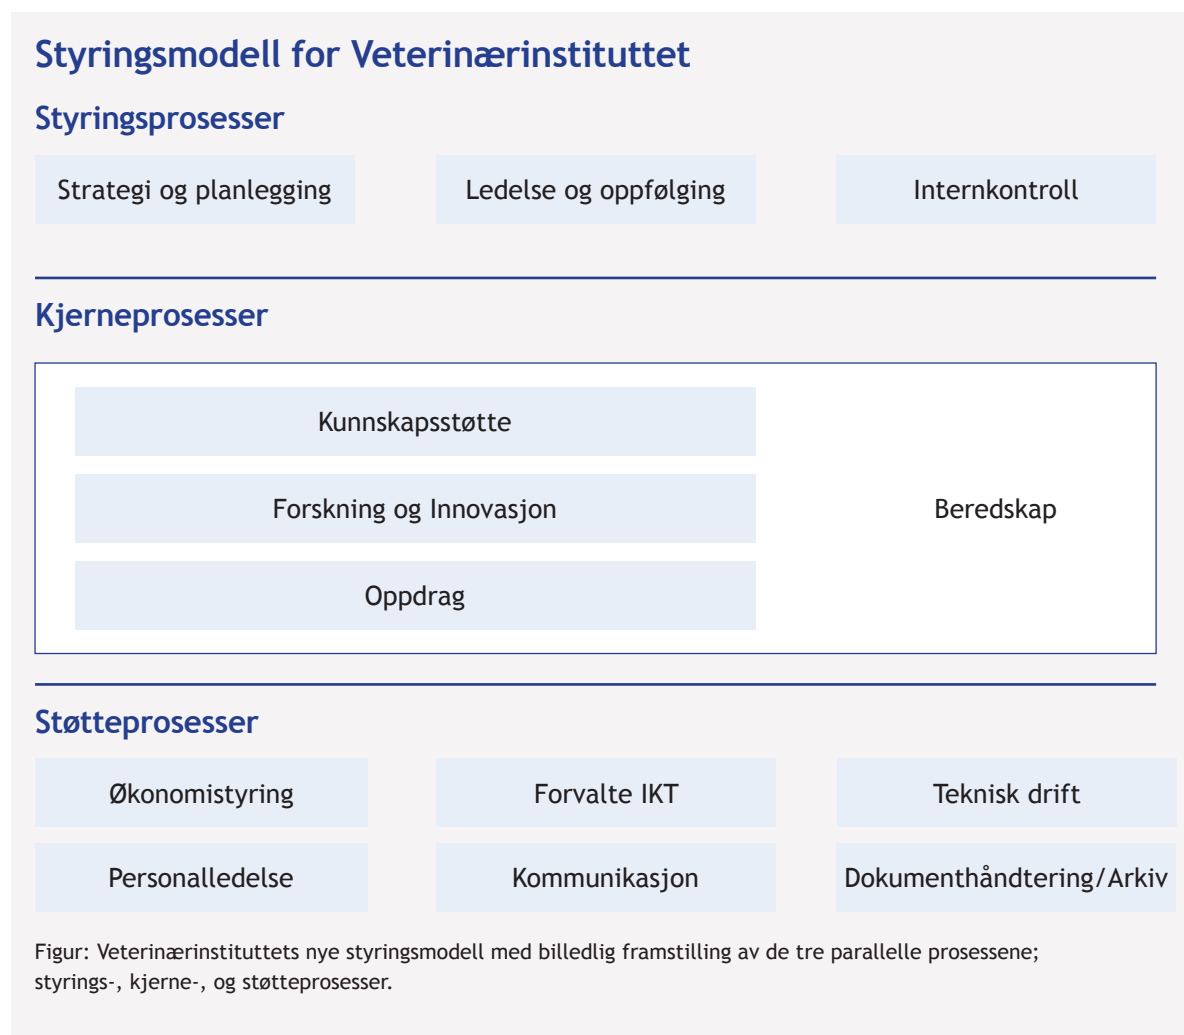 Styringsmodell for Veterinærinstituttet
Styringsprosesser
Strategi og planlegging
Ledelse og oppfølging
Internkontroll
Kjerneprosesser
Kunnskapsstøtte
Forskning og Innovasjon
Oppdrag
Beredskap
Støtteprosesser
Økonomistyring
Forvalte IKT
Teknisk drift
Personalledelse
Kommunikasjon
Dokumenthåndtering/Arkiv
Figur: Veterinærinstituttets nye styringsmodell med billedlig framstilling av de tre parallelle prosessene;
styrings-, kjerne-, og støtteprosesser.